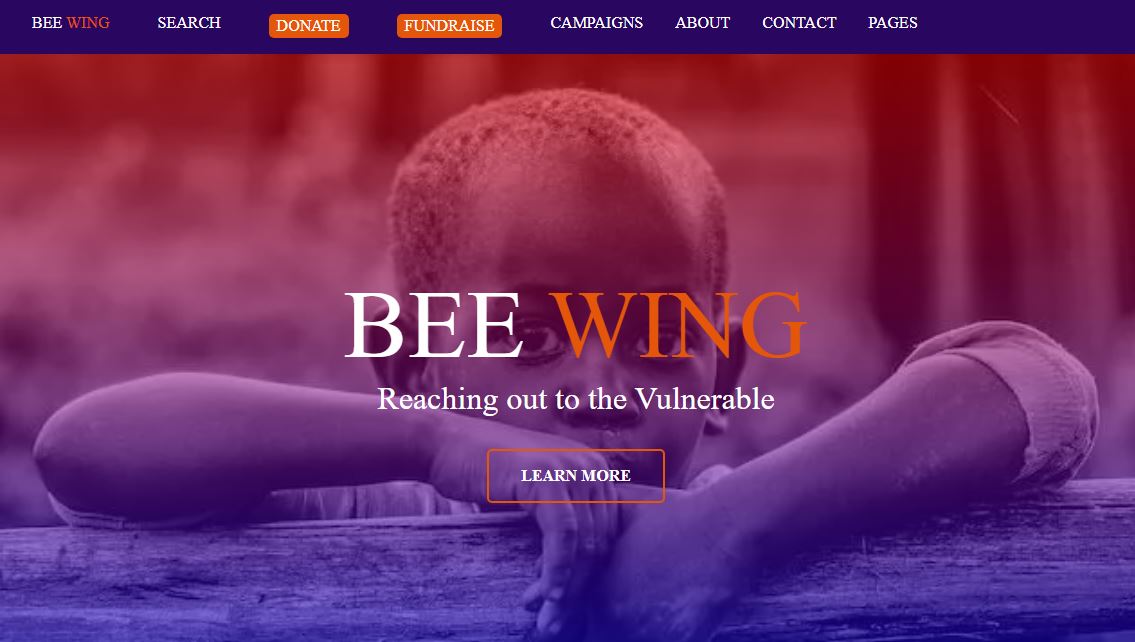 BEE WING SEARCH DONATE FUNDRAISE CAMPAIGNS ABOUT CONTACT PAGES
BEE WING
Reaching out to the Vulnerable
LEARN MORE